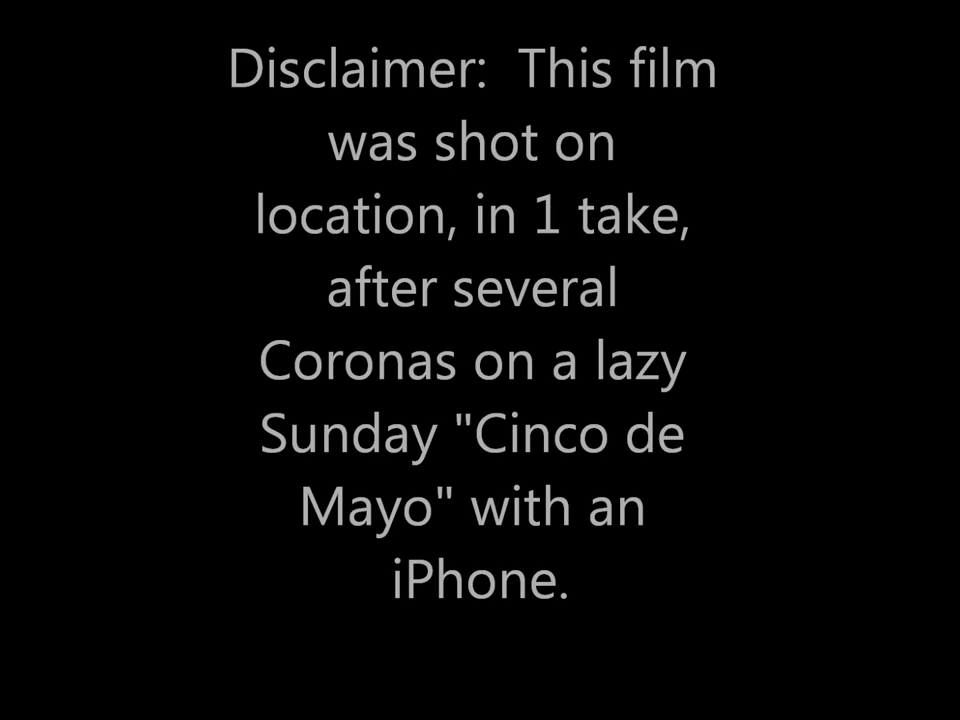 Disclaimer:  This film
was shot on
location, in 1 take,
after several
Coronas on a lazy
Sunday "Cinco de
Mayo" with an
iPhone.